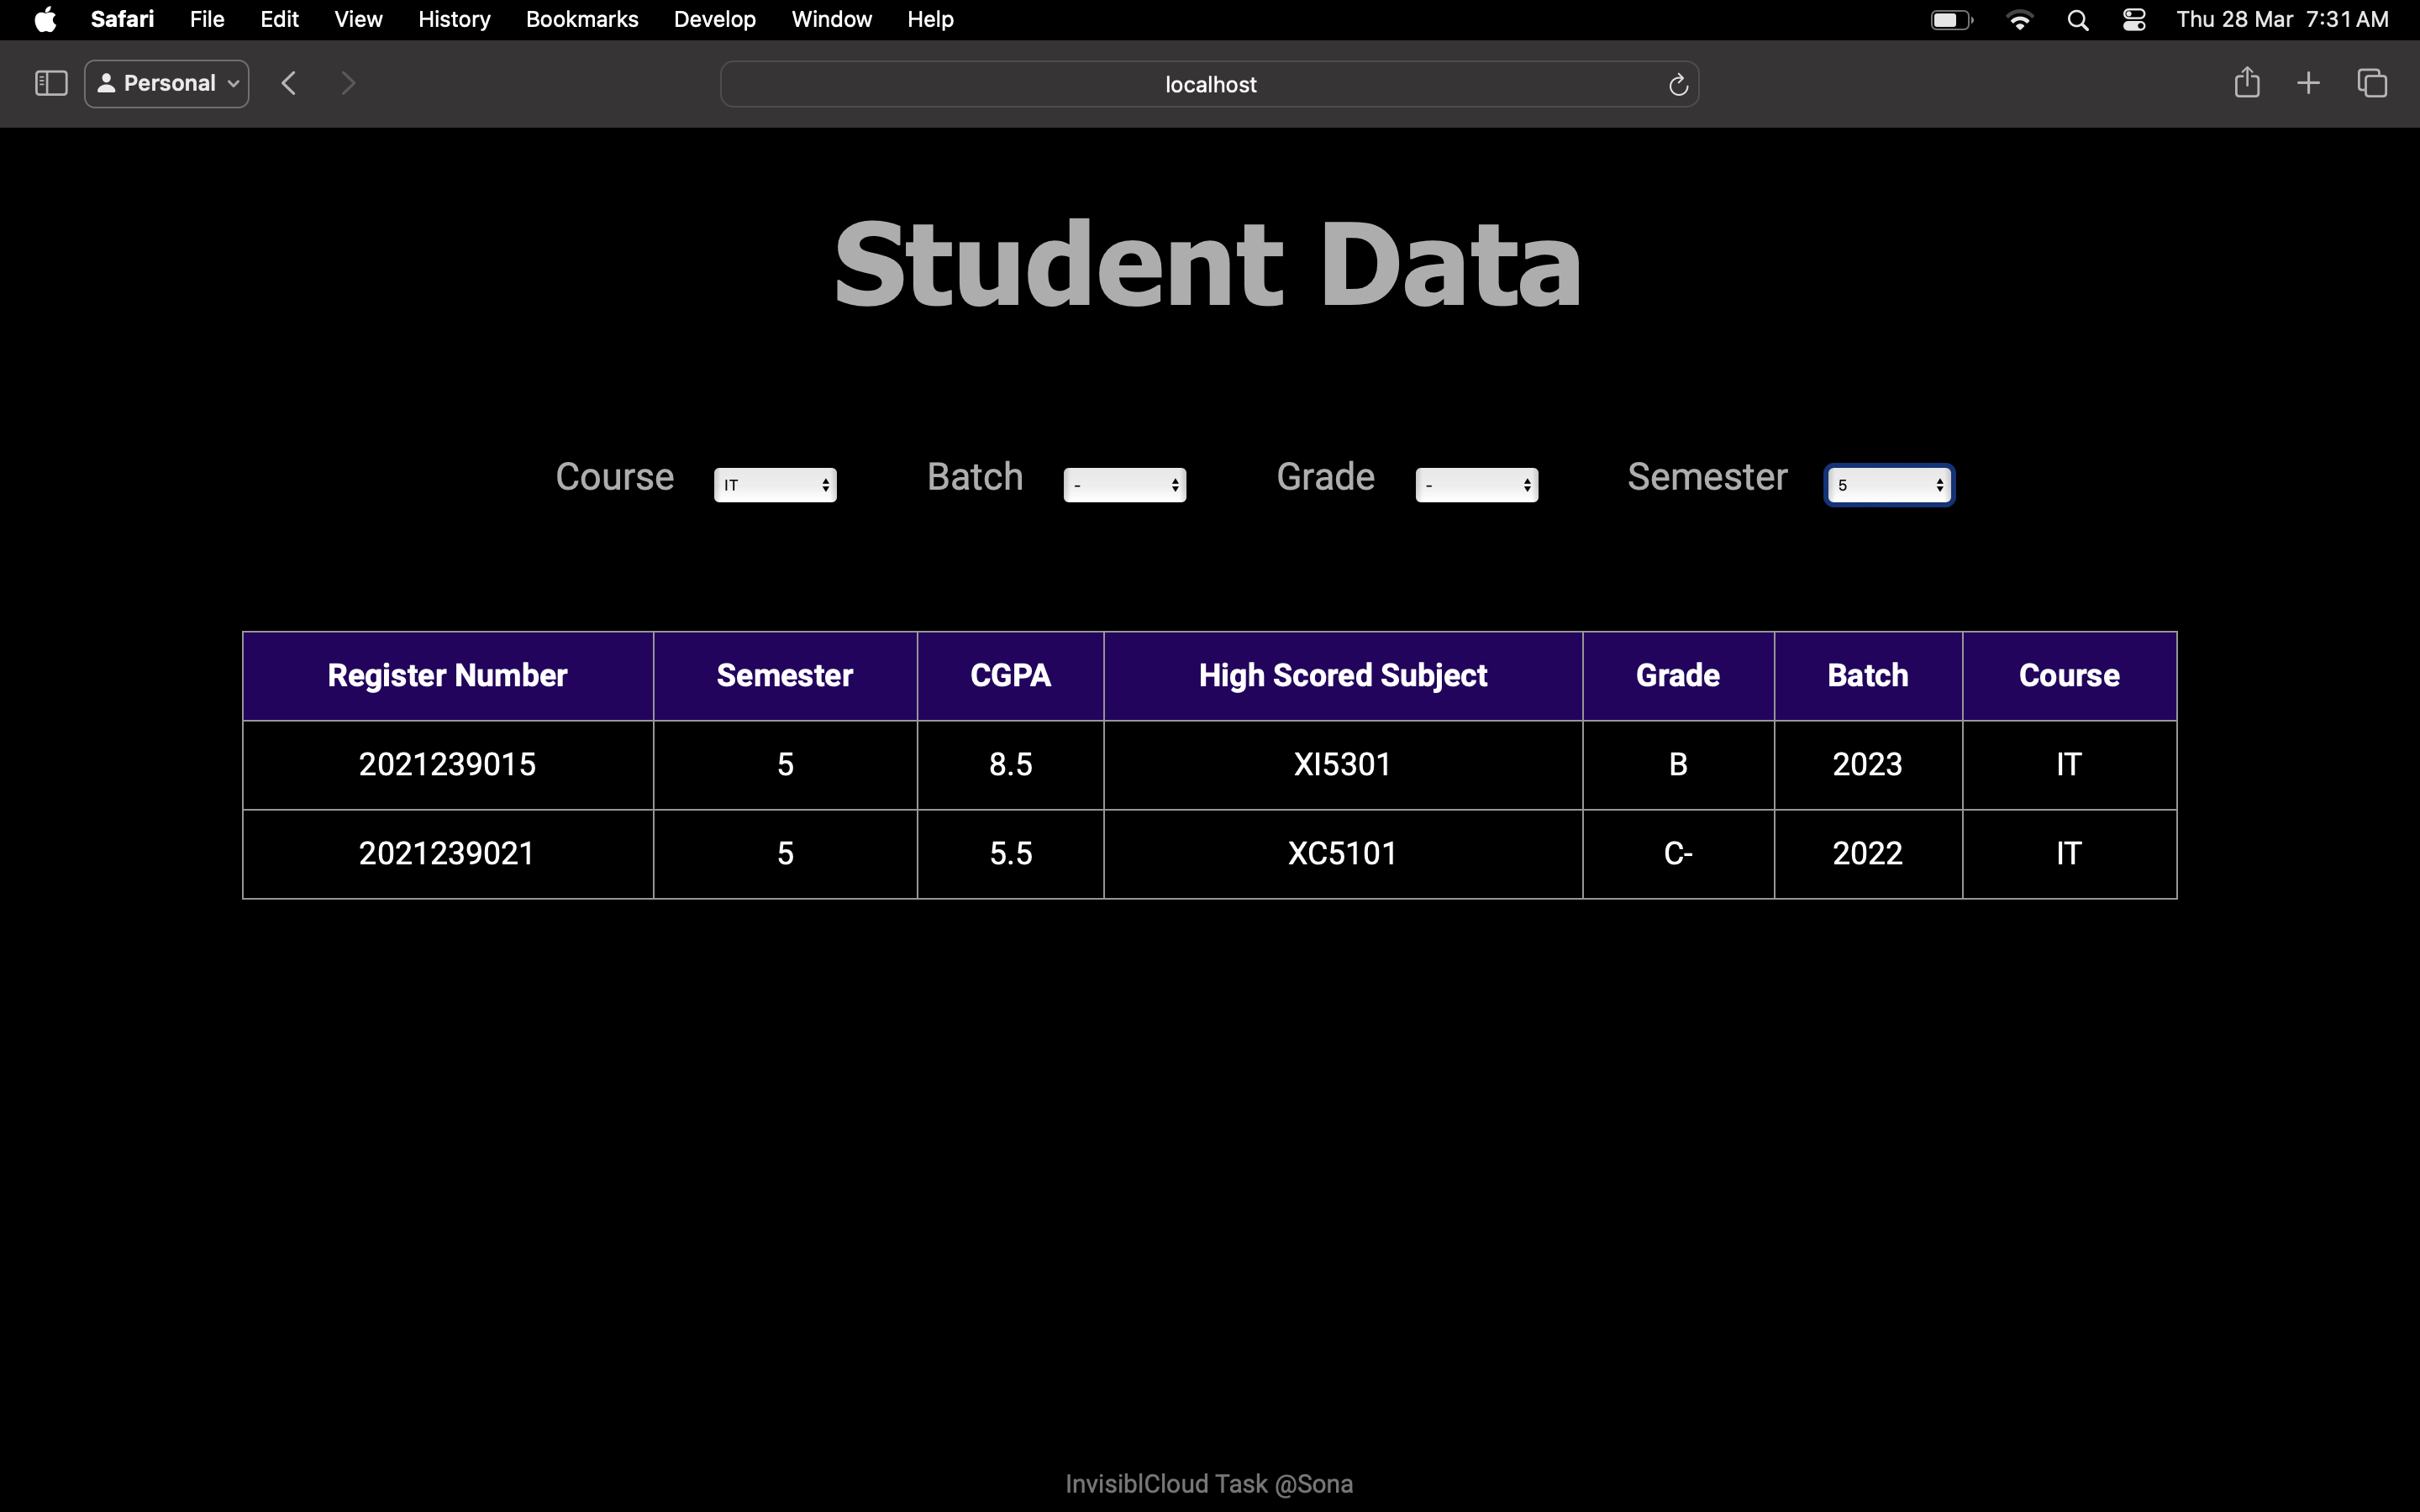 Safari File Edit View History Bookmarks Develop Window Help Thu 28 Mar 7:31 AM
Personal localhost
Student Data
Course IT Batch - Grade - Semester 5
Register Number Semester CGPA High Scored Subject Grade Batch Course
2021239015 5 8.5 XI5301 B 2023 IT
2021239021 5 5.5 XC5101 C- 2022 IT
InvisiblCloud Task @Sona